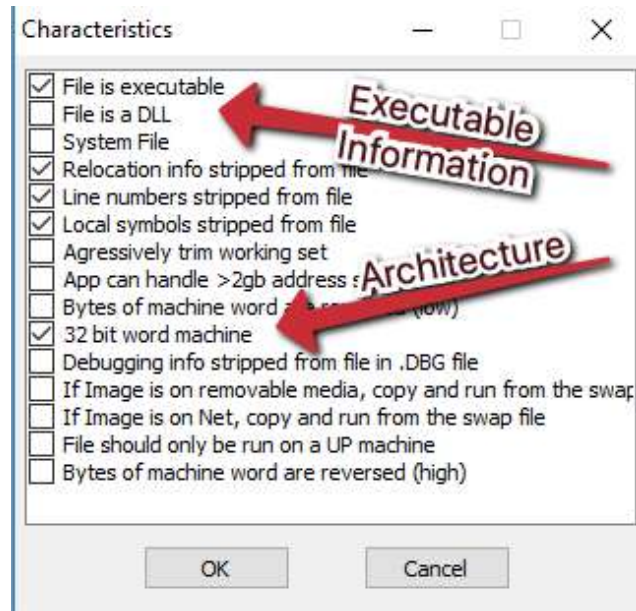 Characteristics
File is executable
File is a DLL
System File
Relocation info stripped from file
Line numbers stripped from file
Local symbols stripped from file
Agressively trim working set
App can handle >2gb address
Bytes of machine word are (low)
32 bit word machine
Debugging info stripped from file in .DBG file
If Image is on removable media, copy and run from the swap
If Image is on Net, copy and run from the swap file
File should only be run on a UP machine
Bytes of machine word are reversed (high)
Executable
Information
Architecture
OK
Cancel